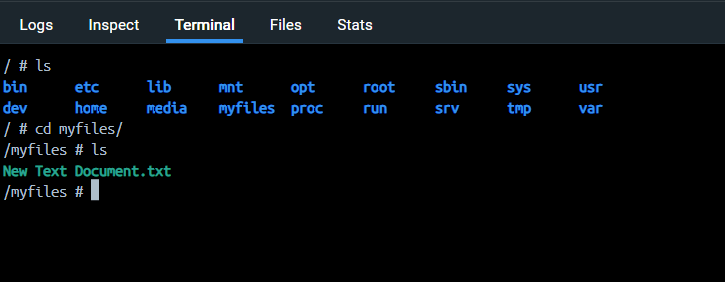 Logs Inspect Terminal Files Stats
/ # ls
bin etc lib mnt opt root sbin sys usr
dev home media myfiles proc run srv tmp var
/ # cd myfiles/
/myfiles # ls
New Text Document.txt
/myfiles #